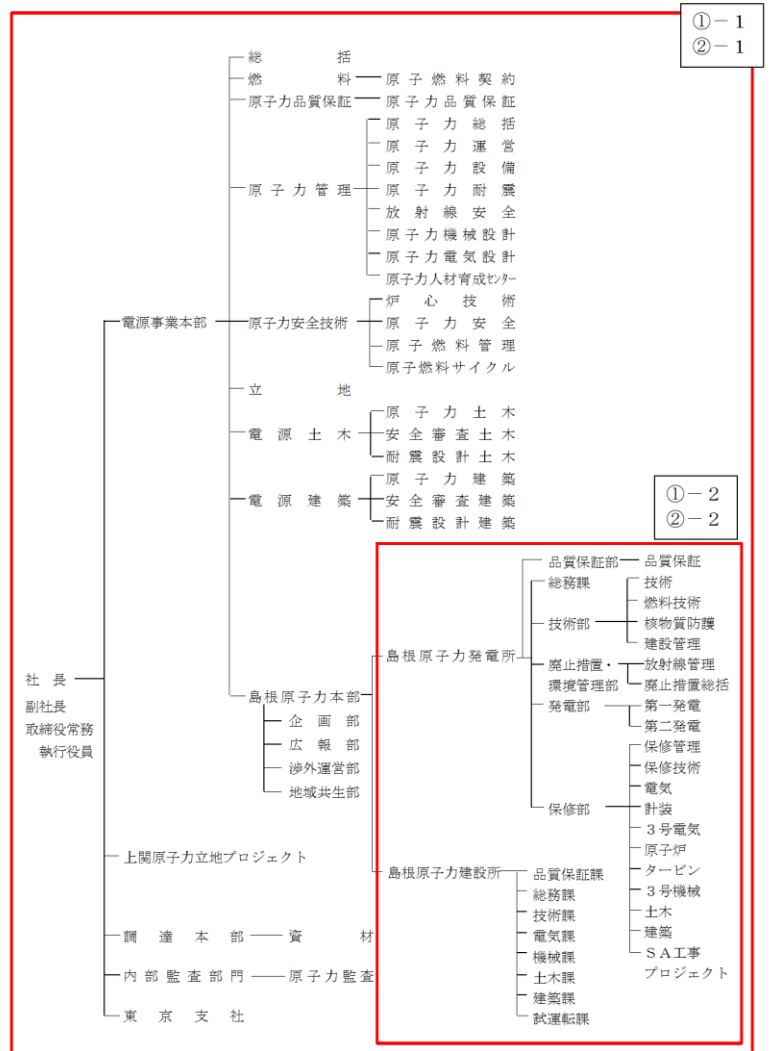 ①－1
②－1
総括
燃料
原子燃料契約
原子力品質保証
原子力品質保証
原子力管理
原子力総括
原子力運営
原子力設備
原子力耐震
放射線安全
原子力機械設計
原子力電気設計
原子力人材育成センター
電源事業本部
原子力安全技術
炉心技術
原子力安全
原子燃料管理
原子燃料サイクル
立地
電源土木
原子力土木
安全審査土木
耐震設計土木
電源建築
原子力建築
安全審査建築
耐震設計建築
①－2
②－2
社長
副社長
取締役常務
執行役員
島根原子力本部
企画部
広報部
渉外運営部
地域共生部
島根原子力発電所
品質保証部
品質保証
総務課
技術部
技術
燃料技術
核物質防護
建設管理
廃止措置・
環境管理部
放射線管理
廃止措置総括
発電部
第一発電
第二発電
保修部
保修管理
保修技術
電気
計装
３号電気
原子炉
タービン
３号機械
土木
建築
ＳＡ工事
プロジェクト
島根原子力建設所
品質保証課
総務課
技術課
電気課
機械課
土木課
建築課
試運転課
上関原子力立地プロジェクト
調達本部
資材
内部監査部門
原子力監査
東京支社